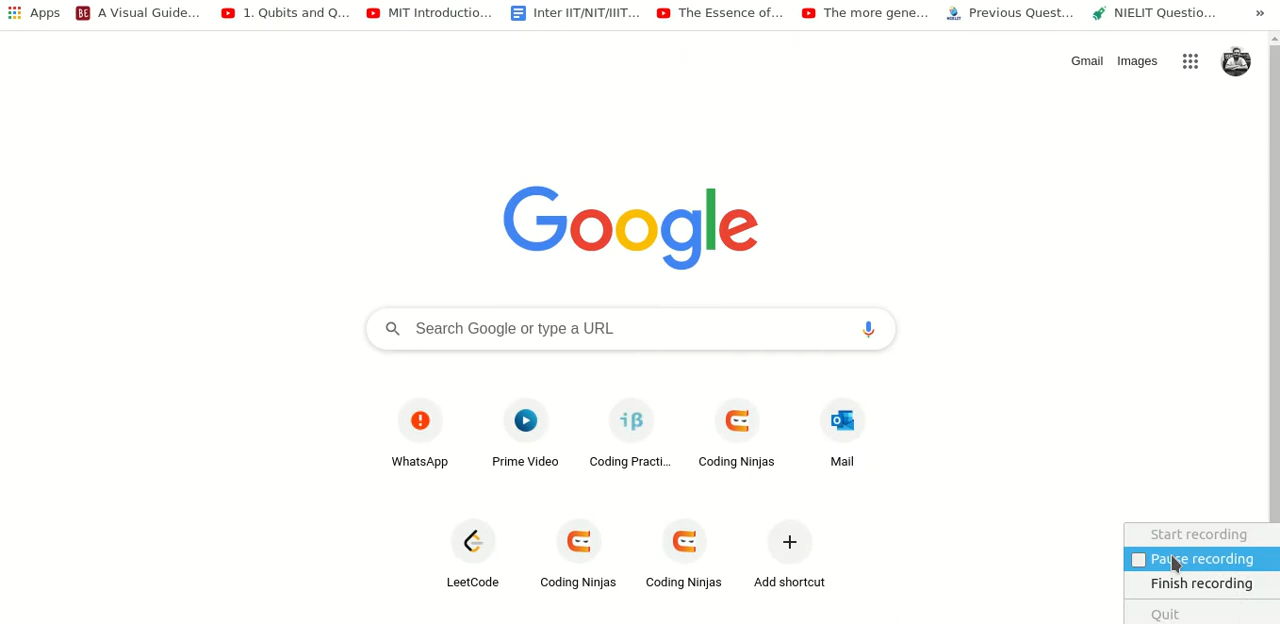 Apps A Visual Guide... 1. Qubits and Q... MIT Introductio... Inter IIT/NIT/IIIT... The Essence of... The more gene... Previous Quest... NIELIT Questio... »
Gmail Images
Google
Search Google or type a URL
WhatsApp Prime Video Coding Practi... Coding Ninjas Mail
LeetCode Coding Ninjas Coding Ninjas Add shortcut
Start recording
Pause recording
Finish recording
Quit